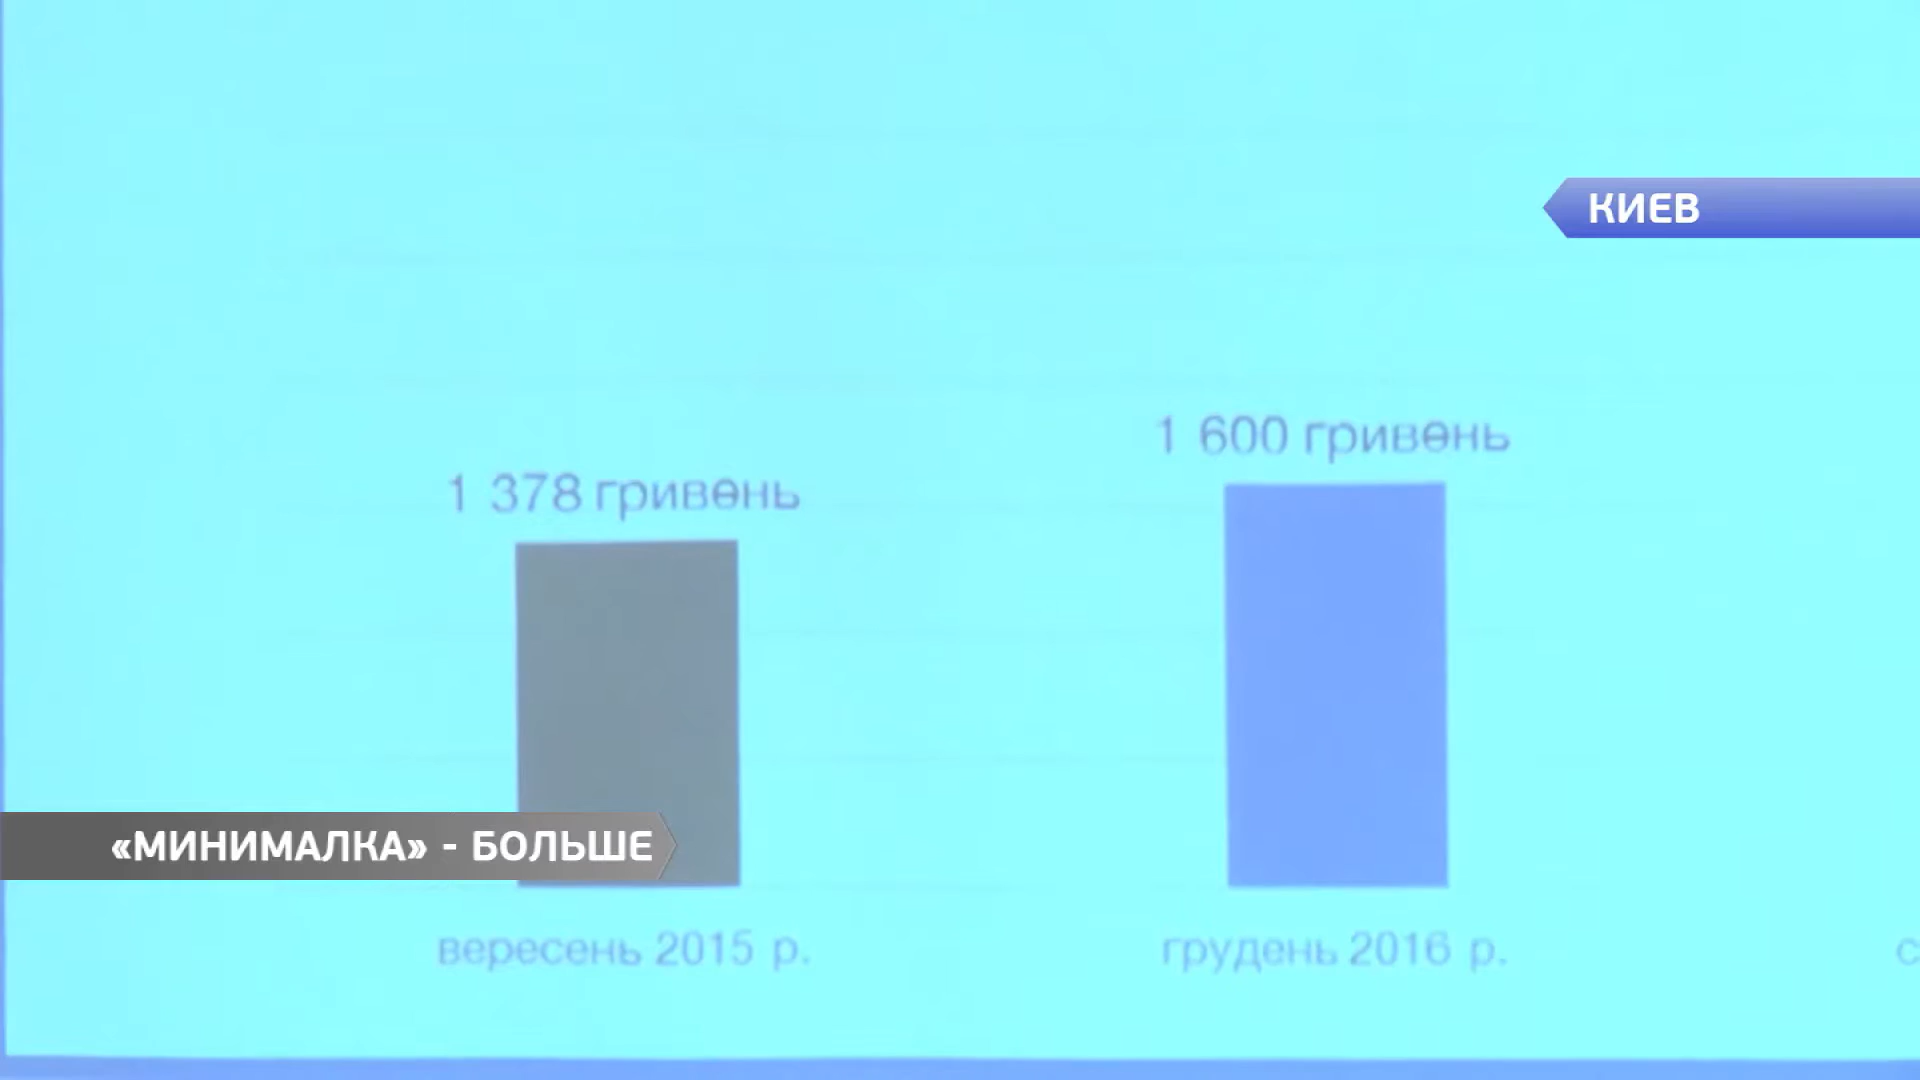 КИЕВ
1 600 гривень
1 378 гривень
«МИНИМАЛКА» - БОЛЬШЕ
вересень 2015 р.
грудень 2016 р.